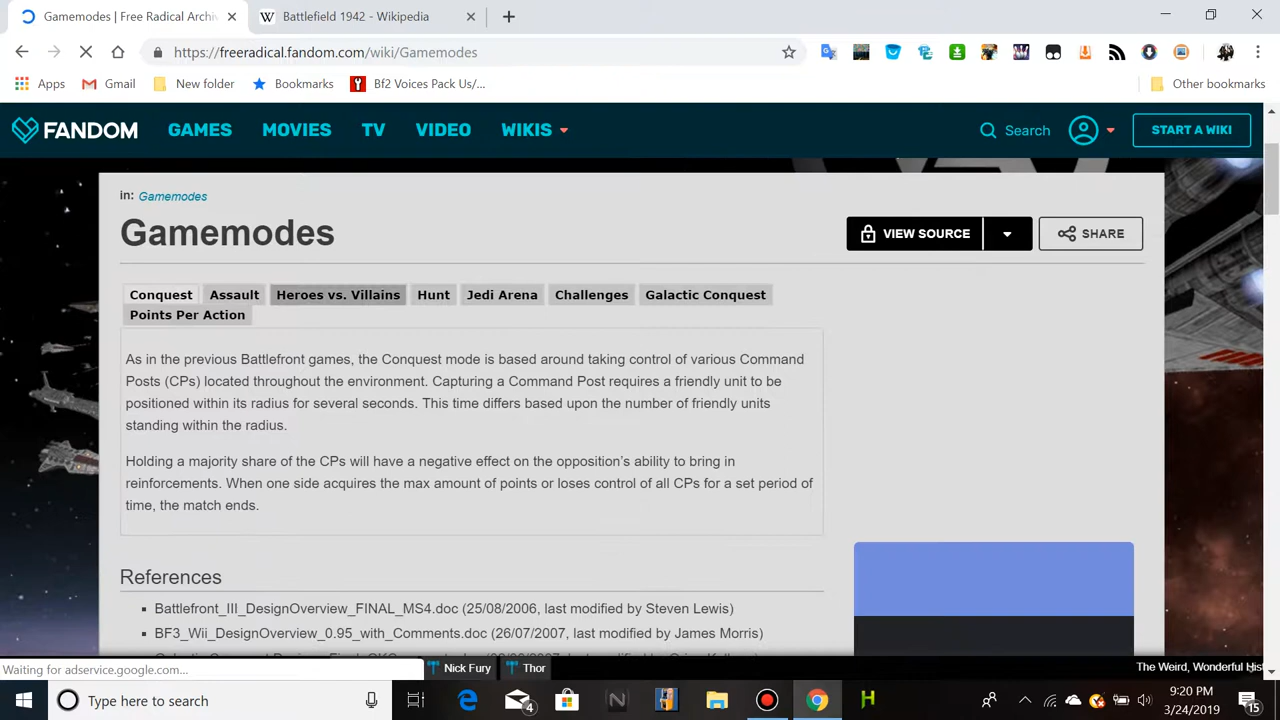 Gamemodes | Free Radical Archi
Battlefield 1942 - Wikipedia
https://freeradical.fandom.com/wiki/Gamemodes
Apps Gmail New folder Bookmarks Bf2 Voices Pack Us/... Other bookmarks
FANDOM GAMES MOVIES TV VIDEO WIKIS Search START A WIKI
in: Gamemodes
Gamemodes
VIEW SOURCE SHARE
Conquest Assault Heroes vs. Villains Hunt Jedi Arena Challenges Galactic Conquest
Points Per Action
As in the previous Battlefront games, the Conquest mode is based around taking control of various Command
Posts (CPs) located throughout the environment. Capturing a Command Post requires a friendly unit to be
positioned within its radius for several seconds. This time differs based upon the number of friendly units
standing within the radius.
Holding a majority share of the CPs will have a negative effect on the opposition's ability to bring in
reinforcements. When one side acquires the max amount of points or loses control of all CPs for a set period of
time, the match ends.
References
Battlefront_III_DesignOverview_FINAL_MS4.doc (25/08/2006, last modified by Steven Lewis)
BF3_Wii_DesignOverview_0.95_with_Comments.doc (26/07/2007, last modified by James Morris)
Waiting for adservice.google.com...
Nick Fury Thor The Weird, Wonderful Hist
Type here to search
4
9:20 PM
3/24/2019
15